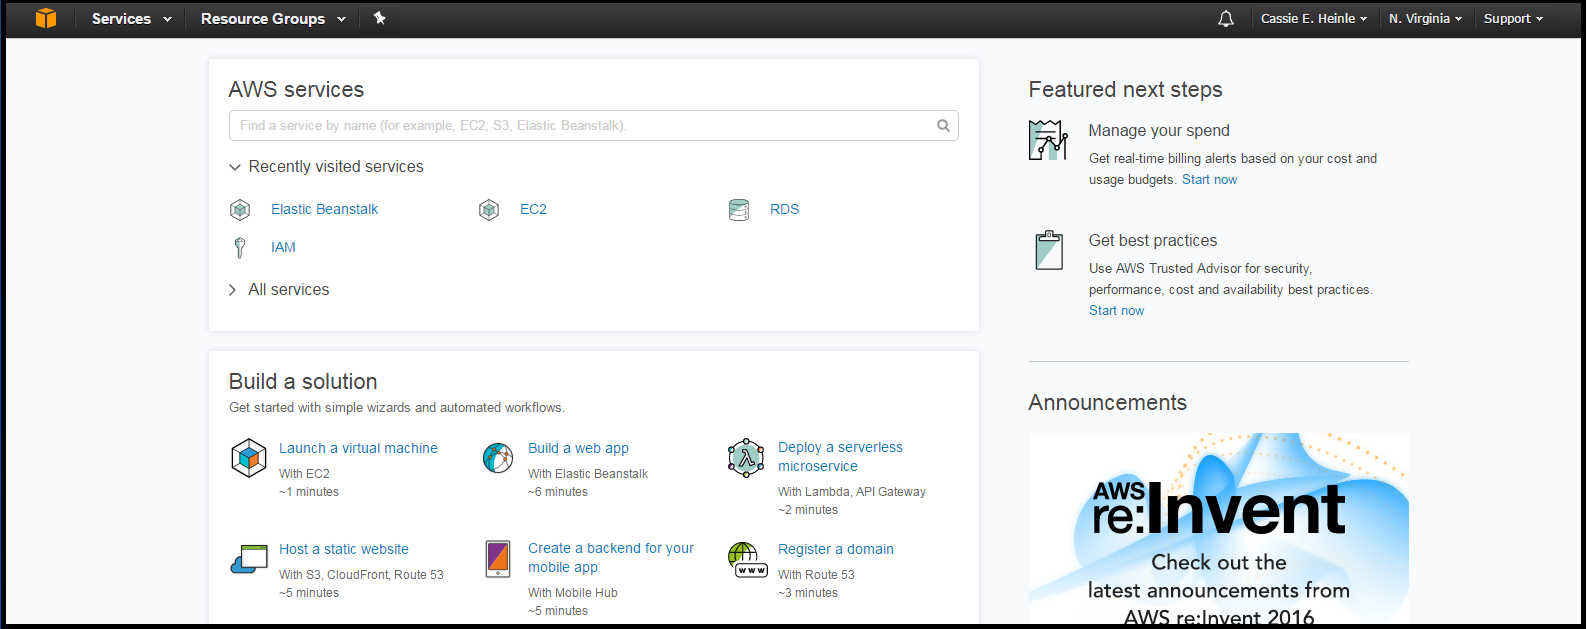 Services
Resource Groups
Cassie E. Heinle
N. Virginia
Support
AWS services
Find a service by name (for example, EC2, S3, Elastic Beanstalk).
Recently visited services
Elastic Beanstalk
EC2
RDS
IAM
All services
Build a solution
Get started with simple wizards and automated workflows.
Launch a virtual machine
With EC2
~1 minutes
Build a web app
With Elastic Beanstalk
~6 minutes
Deploy a serverless
microservice
With Lambda, API Gateway
~2 minutes
Host a static website
With S3, CloudFront, Route 53
~5 minutes
Create a backend for your
mobile app
With Mobile Hub
~5 minutes
www
Register a domain
With Route 53
~3 minutes
Featured next steps
Manage your spend
Get real-time billing alerts based on your cost and
usage budgets. Start now
Get best practices
Use AWS Trusted Advisor for security,
performance, cost and availability best practices.
Start now
Announcements
AWS
re:Invent
Check out the
latest announcements from
AWS re:Invent 2016